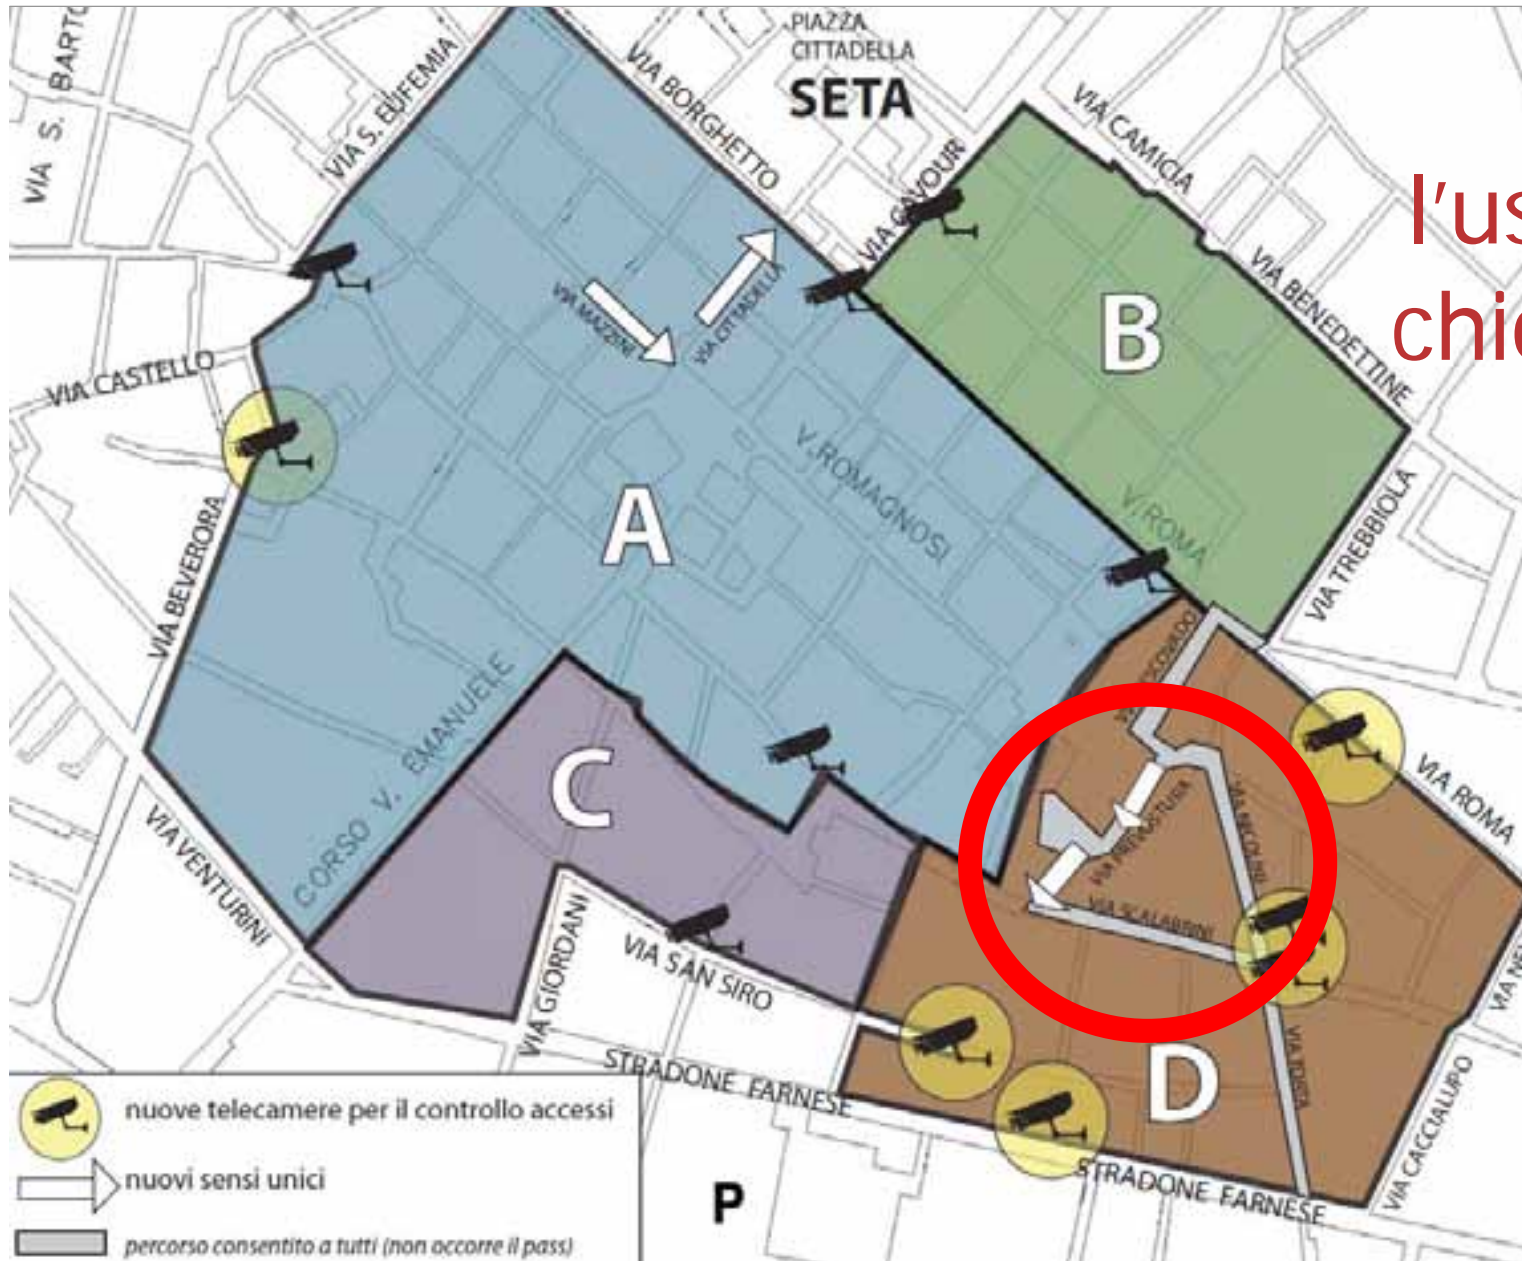 PIAZZA
CITTADELLA
SETA
VIA S. BARTO
VIA S. EUFEMIA
VIA BORGHETTO
VIA CAVOUR
VIA CAMICIA
VIA BENEDETTINE
l'us
chie
B
VIA MAZZINI
VIA CITTADELLA
VIA CASTELLO
V. ROMAGNOSI
V. ROMA
VIA TREBBIOLA
A
VIA BEVERORA
CORSO V. EMANUELE
C
VIA VENTURINI
VIA GIORDANI
VIA SAN SIRO
VIA ROMA
VIA SCALABRINI
D
VIA NE
VIA CACCIALUPO
STRADONE FARNESE
STRADONE FARNESE
P
nuove telecamere per il controllo accessi
nuovi sensi unici
percorso consentito a tutti (non occorre il pass)